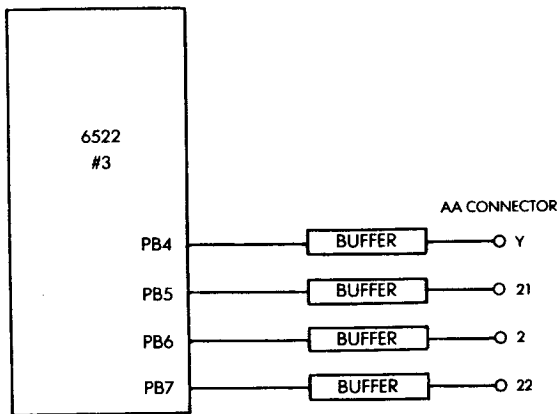 6522
#3
AA CONNECTOR
PB4 BUFFER Y
PB5 BUFFER 21
PB6 BUFFER 2
PB7 BUFFER 22